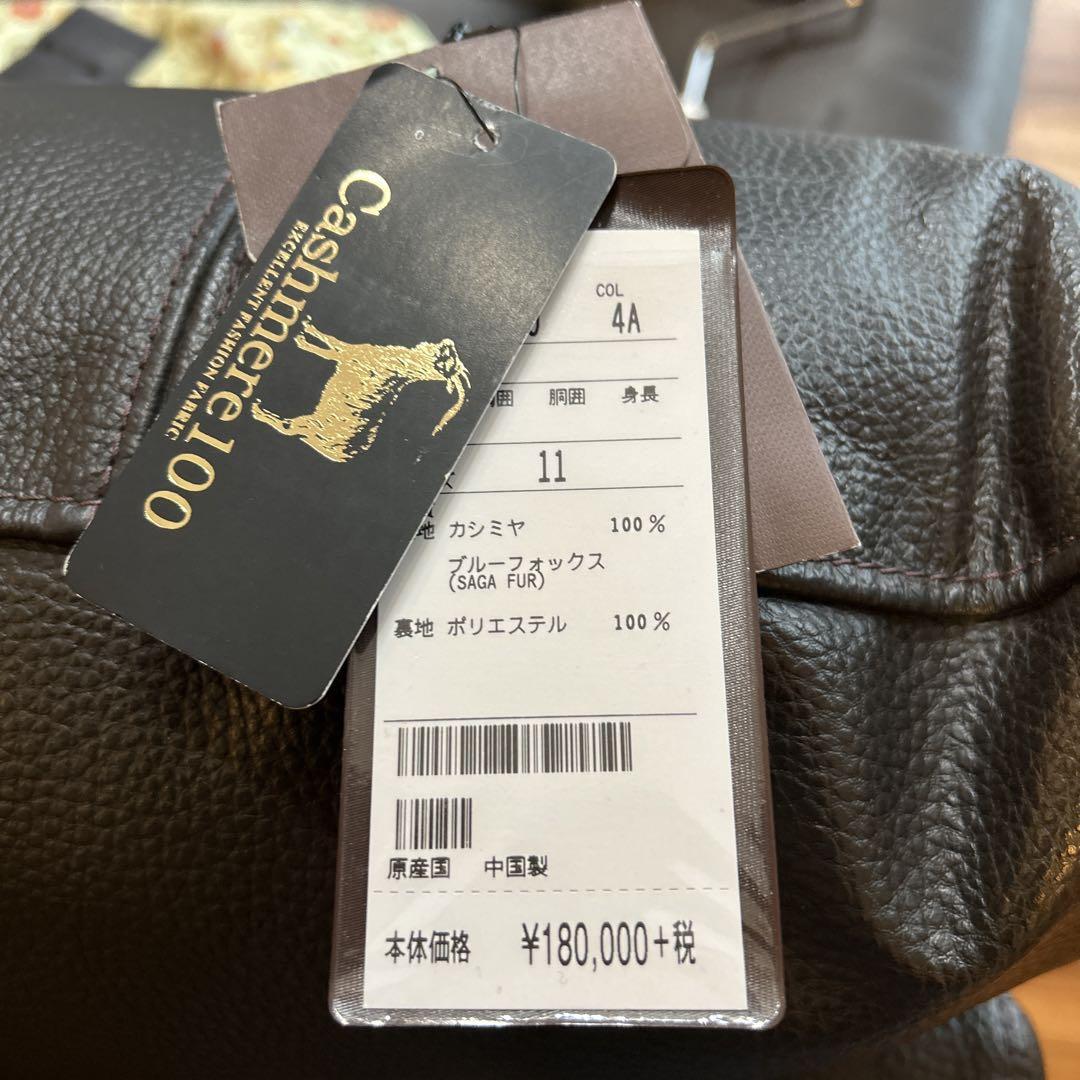 Cashmere100
EXCELLENT FASHION FABRIC
COL
4A
囲 胴囲 身長
11
地 カシミヤ 100%
ブルーフォックス
(SAGA FUR)
裏地 ポリエステル 100%
原産国 中国製
本体価格 ¥180,000+税